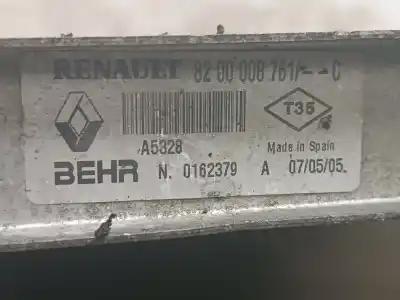 RENAULT 82 00 008 761/--C
T35
A5328 Made in Spain
BEHR N. 0162379 A 07/05/05